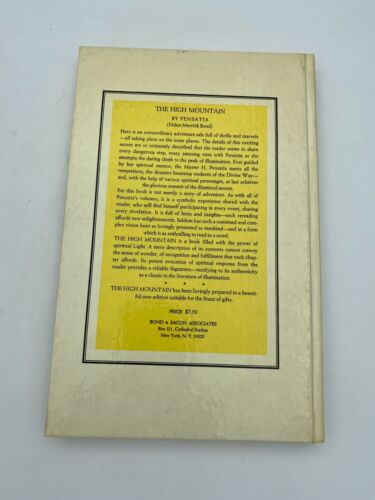 THE HIGH MOUNTAIN
BY PENSATIA
(Helen Merrick Bond)
Here is an extraordinary adventure tale full of thrills and marvels
—all taking place on the inner planes. The details of this exciting
ascent are so intimately described that the reader seems to share
every dangerous step, every amazing vista with Pensatia as she
attempts the daring climb to the peak of Illumination. Ever guided
by her spiritual mentor, the Master H. Pensatia meets all the
temptations, the despairs besetting students of the Divine Way—
and, with the help of various spiritual personages, at last achieves
the glorious summit of the illumined ascent.
Yet this book is not merely a story of adventure. As with all of
Pensatia's volumes, it is a symbolic experience shared with the
reader, who will find himself participating in every event, sharing
every revelation. It is full of hints and insights—each rereading
affords new enlightenments. Seldom has such a sustained and com-
plex vision been so lovingly presented to mankind—and in a form
which is as enthralling to read as a novel.
THE HIGH MOUNTAIN is a book filled with the power of
spiritual Light. A mere description of its contents cannot convey
the sense of wonder, of recognition and fulfillment that each chap-
ter affords. Its potent evocation of spiritual response from the
reader provides a reliable Signature—testifying to its authenticity
as a classic in the literature of illumination.
* * *
THE HIGH MOUNTAIN has been lovingly prepared in a beauti-
ful new edition suitable for the finest of gifts.
PRICE $7.50
BOND & BACON ASSOCIATES
Box 121, Cathedral Station
New York, N. Y. 10025